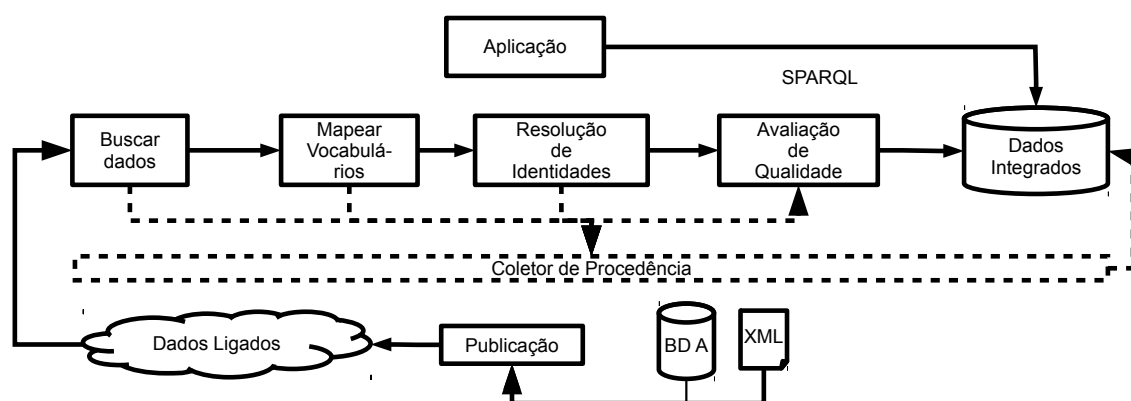 Aplicação
SPARQL
Buscar
dados
Mapear
Vocabulá-
rios
Resolução
de
Identidades
Avaliação
de
Qualidade
Dados
Integrados
Coletor de Procedência
Dados Ligados
Publicação
BD A
XML